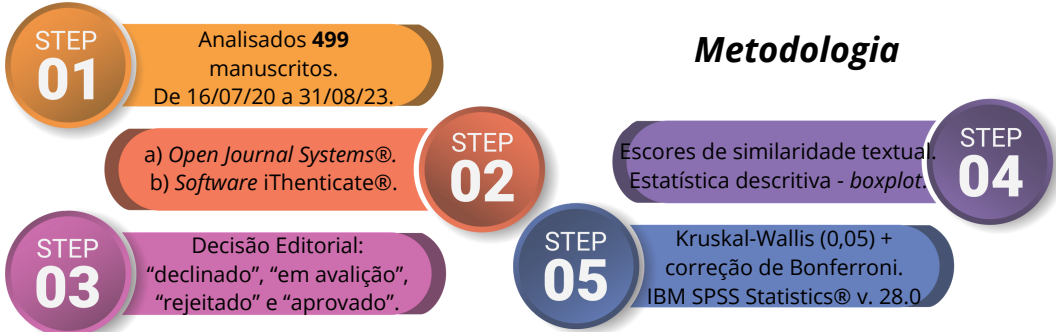 Metodologia
STEP
01
Analisados 499
manuscritos.
De 16/07/20 a 31/08/23.
a) Open Journal Systems®.
b) Software iThenticate®.
STEP
02
STEP
03
Decisão Editorial:
“declinado”, “em avalição”,
“rejeitado” e “aprovado”.
Escores de similaridade textual.
Estatística descritiva - boxplot.
STEP
04
STEP
05
Kruskal-Wallis (0,05) +
correção de Bonferroni.
IBM SPSS Statistics® v. 28.0